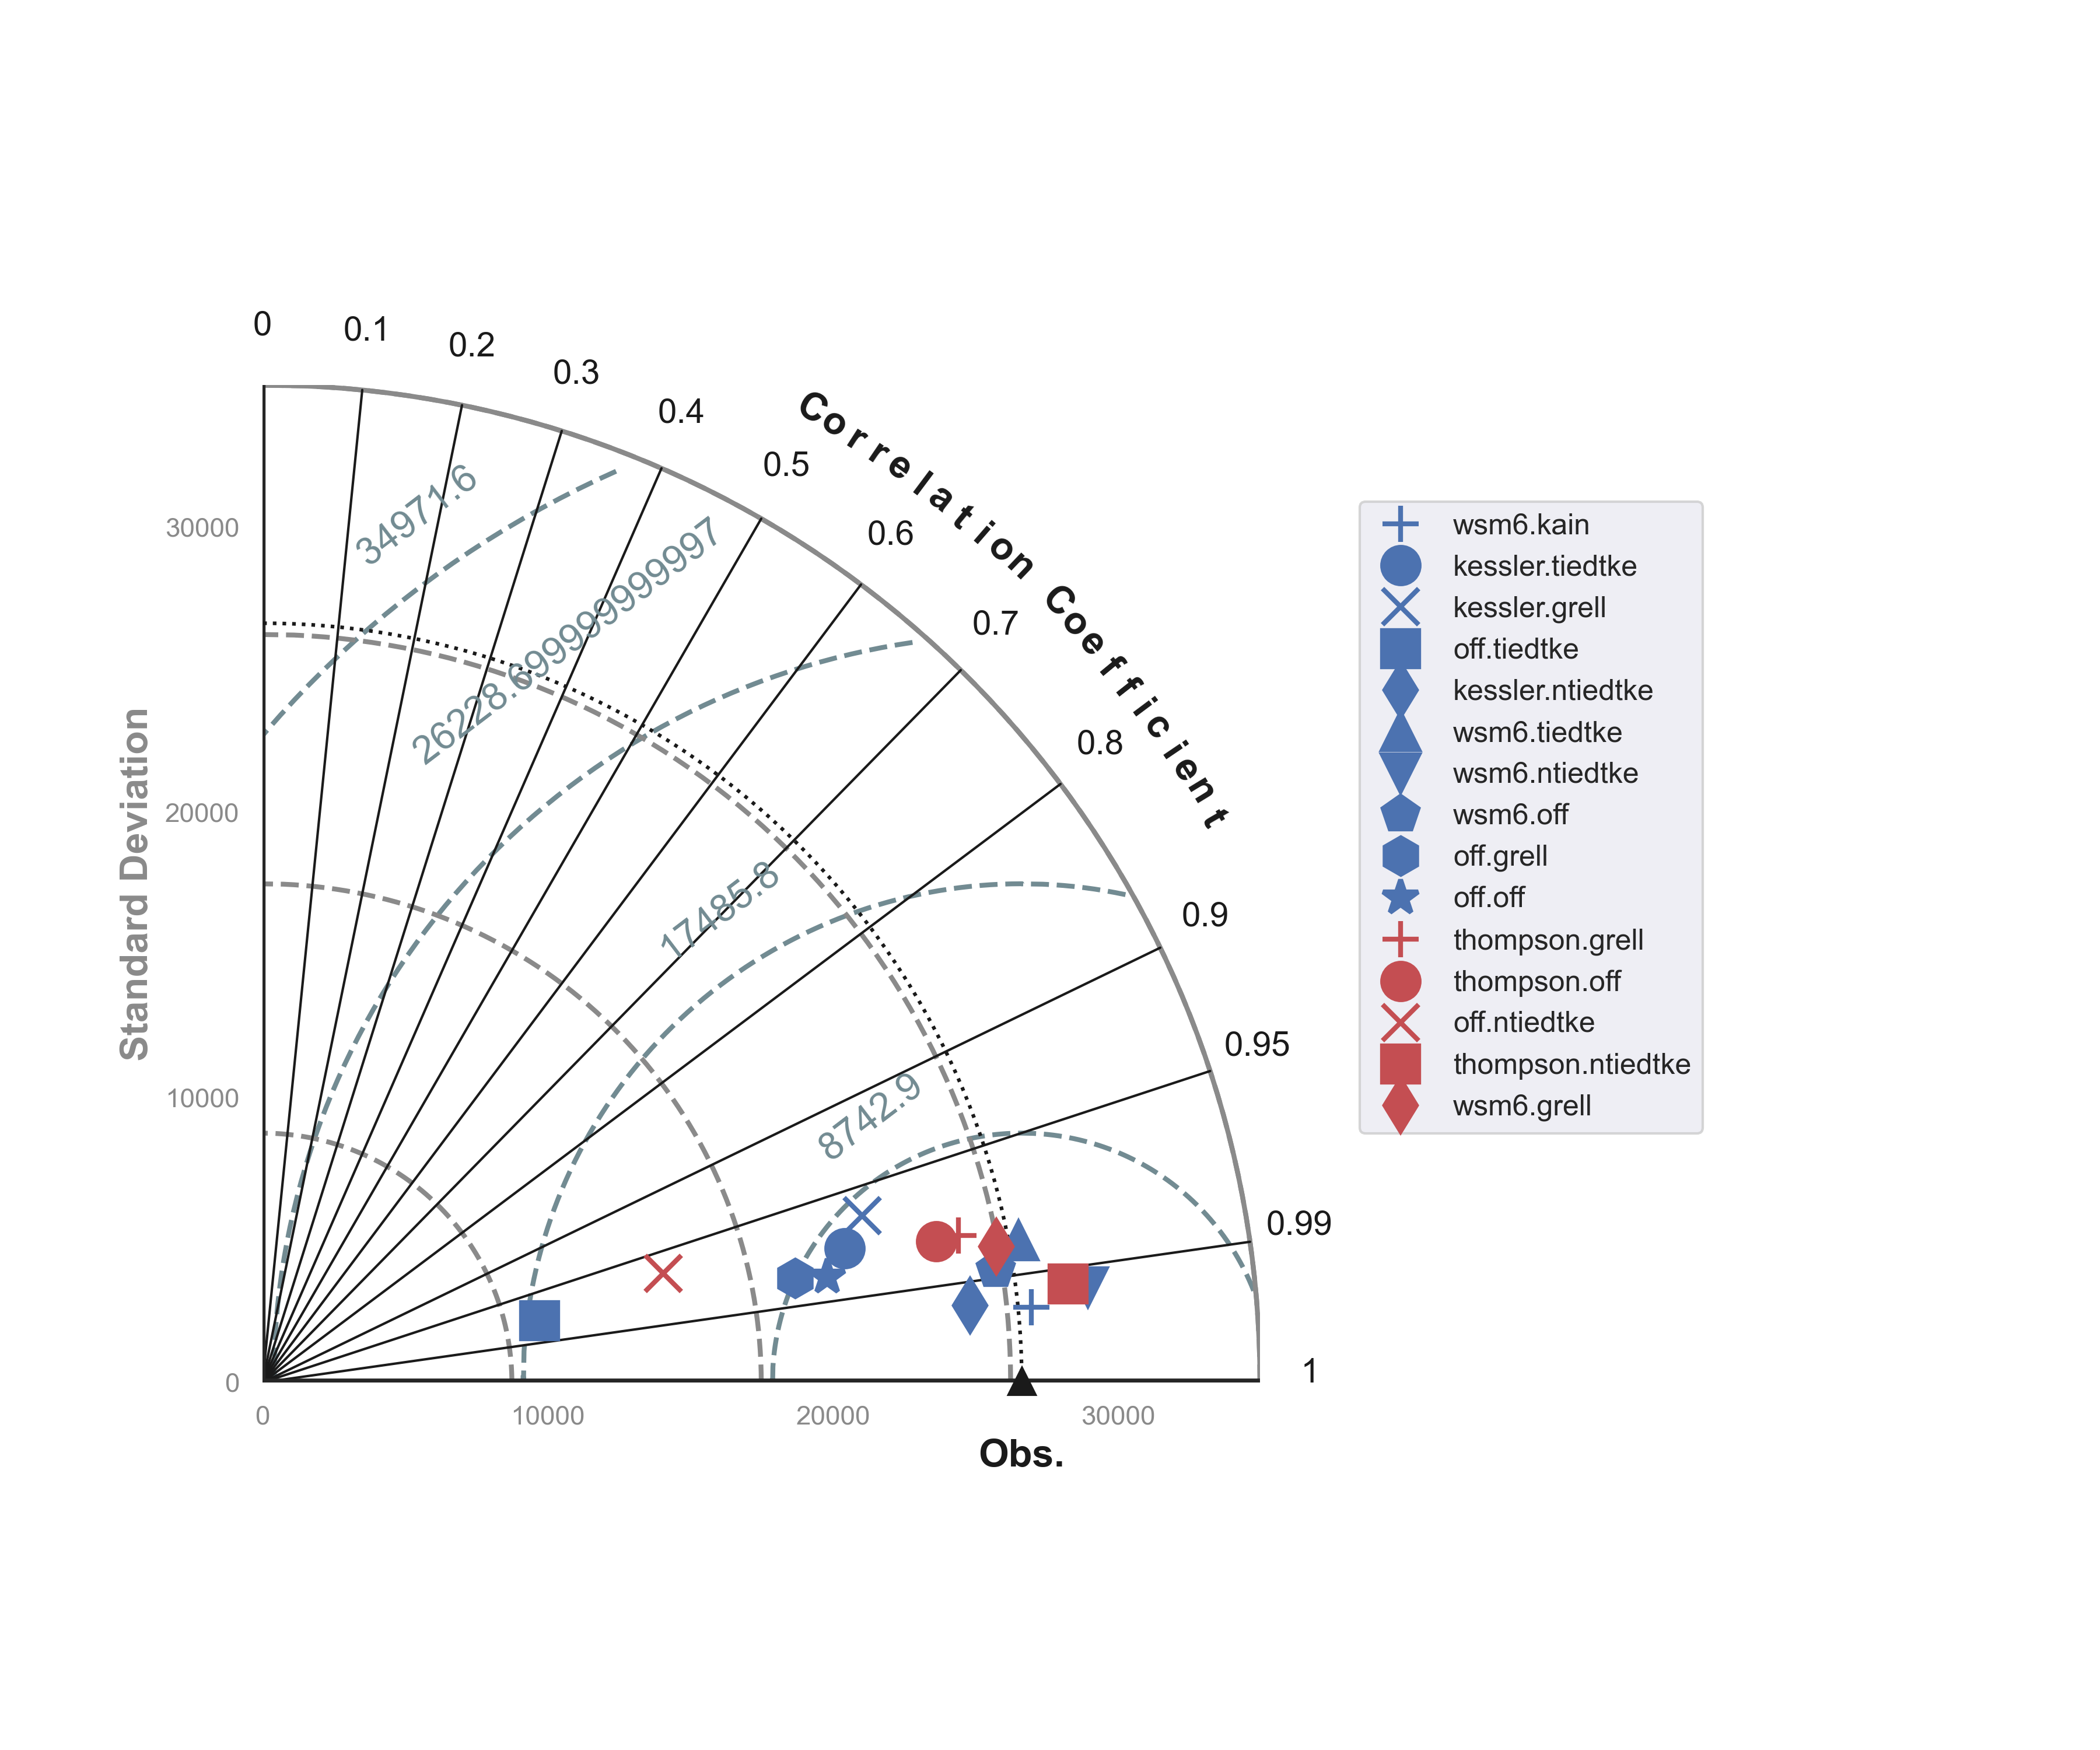 0
0.1
0.2
0.3
0.4
0.5
0.6
0.7
0.8
0.9
0.95
0.99
1
Correlation Coefficient
34971.6
26228.699999999999997
17485.8
8742.9
Standard Deviation
30000
20000
10000
0
0
10000
20000
30000
Obs.
wsm6.kain
kessler.tiedtke
kessler.grell
off.tiedtke
kessler.ntiedtke
wsm6.tiedtke
wsm6.ntiedtke
wsm6.off
off.grell
off.off
thompson.grell
thompson.off
off.ntiedtke
thompson.ntiedtke
wsm6.grell